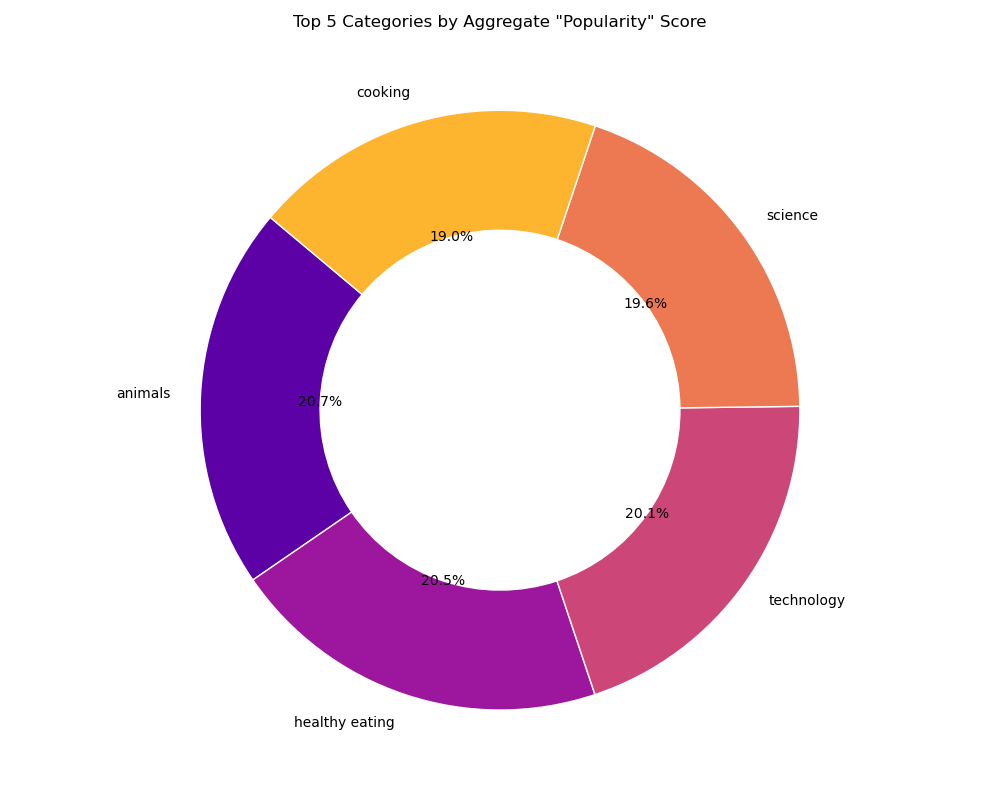 Top 5 Categories by Aggregate "Popularity" Score
cooking
science
19.0%
19.6%
animals
20.7%
20.1%
20.5%
technology
healthy eating